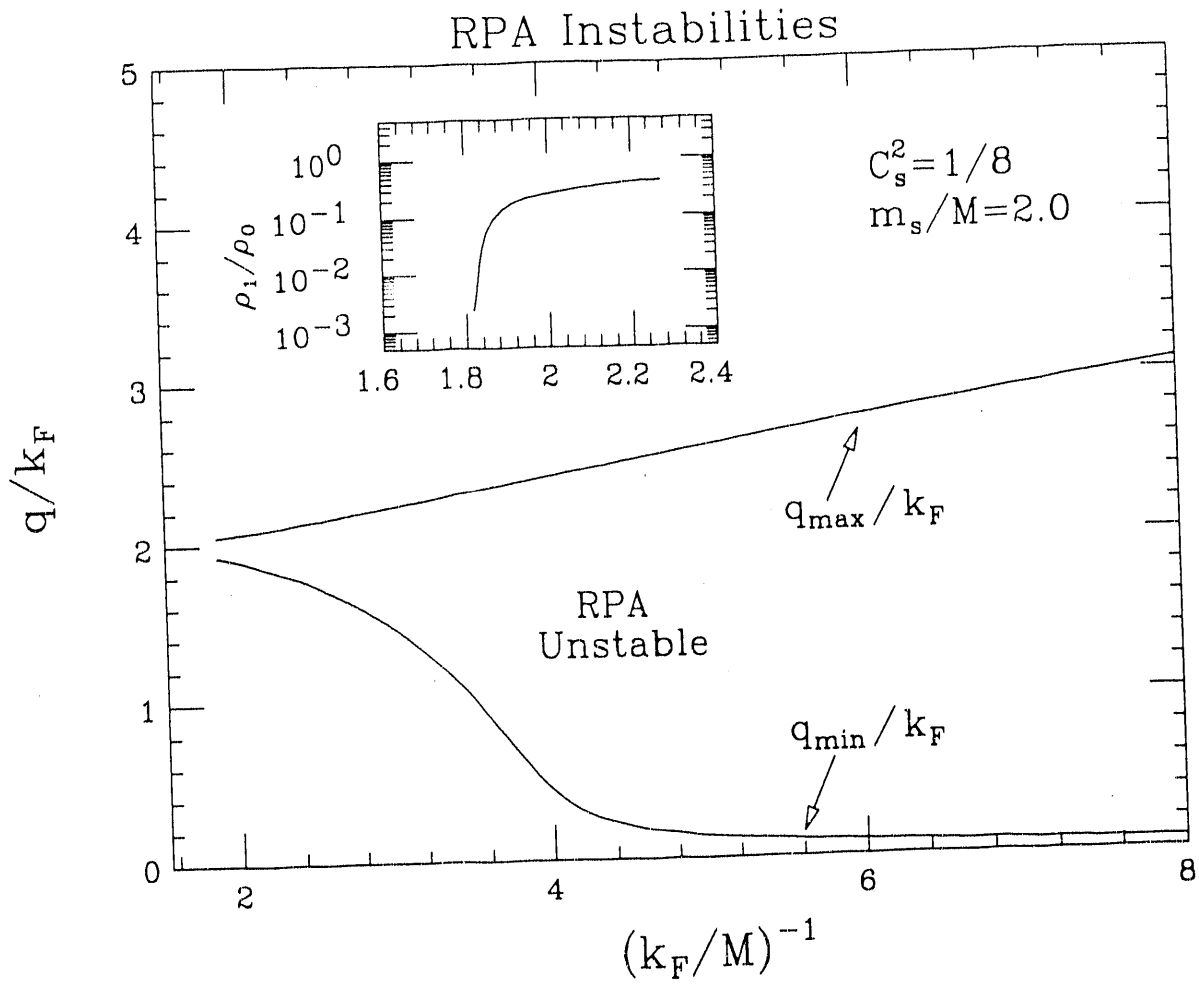 RPA Instabilities
5
4
3
2
1
0
q/k_F
10^0
10^-1
10^-2
10^-3
ρ_1/ρ_0
1.6 1.8 2 2.2 2.4
C_s^2=1/8
m_s/M=2.0
q_max/k_F
RPA
Unstable
q_min/k_F
2 4 6 8
(k_F/M)^-1